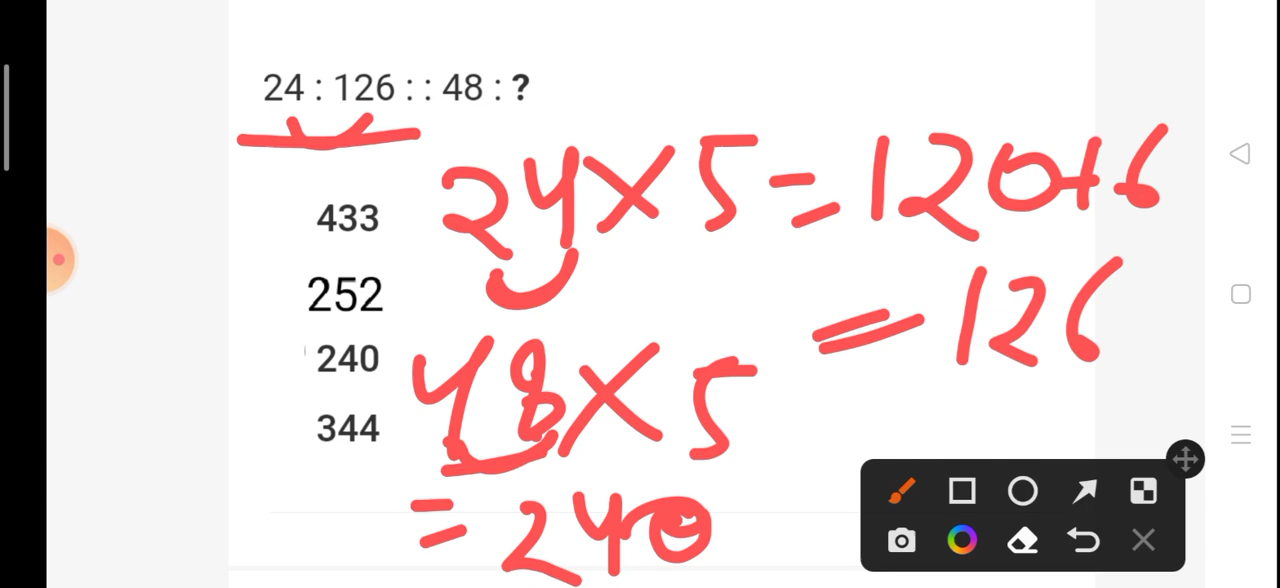 24 : 126 : : 48 : ?
24 × 5 = 120+6
433
252
= 126
240
48 × 5
344
= 240